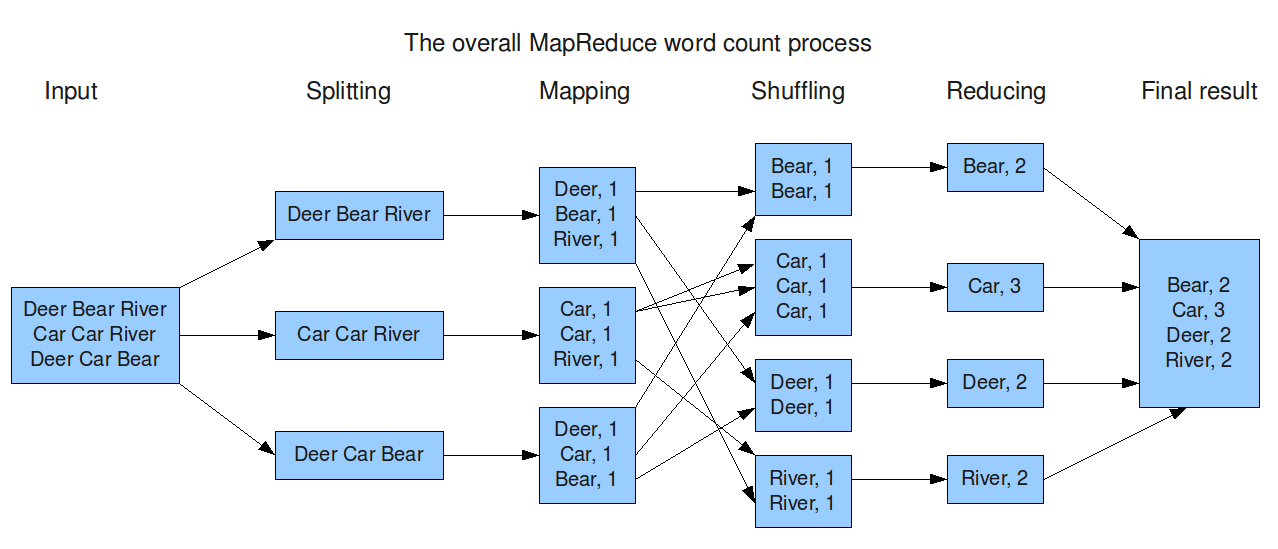 The overall MapReduce word count process
Input
Splitting
Mapping
Shuffling
Reducing
Final result
Deer Bear River
Car Car River
Deer Car Bear
Deer Bear River
Car Car River
Deer Car Bear
Deer, 1
Bear, 1
River, 1
Car, 1
Car, 1
River, 1
Deer, 1
Car, 1
Bear, 1
Bear, 1
Bear, 1
Car, 1
Car, 1
Car, 1
Deer, 1
Deer, 1
River, 1
River, 1
Bear, 2
Car, 3
Deer, 2
River, 2
Bear, 2
Car, 3
Deer, 2
River, 2